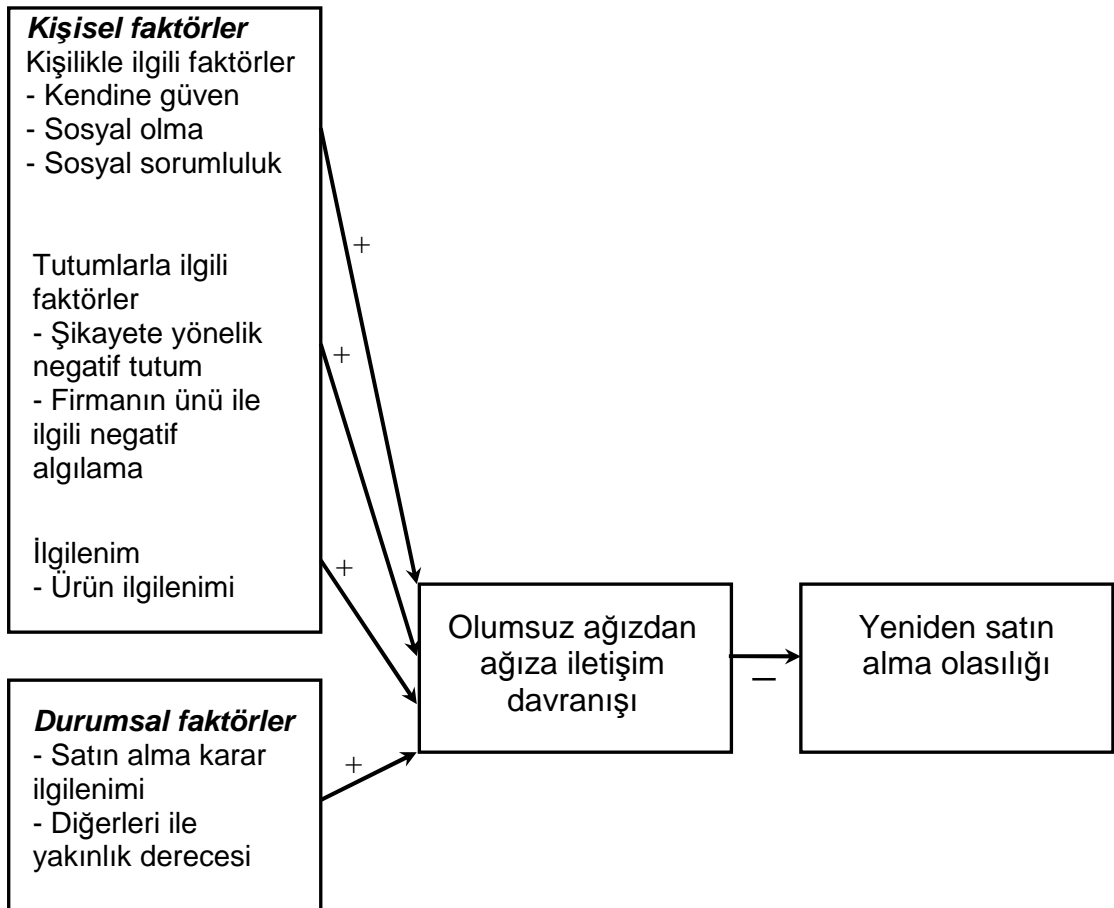 Kişisel faktörler
Kişilikle ilgili faktörler
- Kendine güven
- Sosyal olma
- Sosyal sorumluluk
Tutumlarla ilgili
faktörler
- Şikayete yönelik
negatif tutum
- Firmanın ünü ile
ilgili negatif
algılama
İlgilenim
- Ürün ilgilenimi
Durumsal faktörler
- Satın alma karar
ilgilenimi
- Diğerleri ile
yakınlık derecesi
+
+
+
+
Olumsuz ağızdan
ağıza iletişim
davranışı
–
Yeniden satın
alma olasılığı